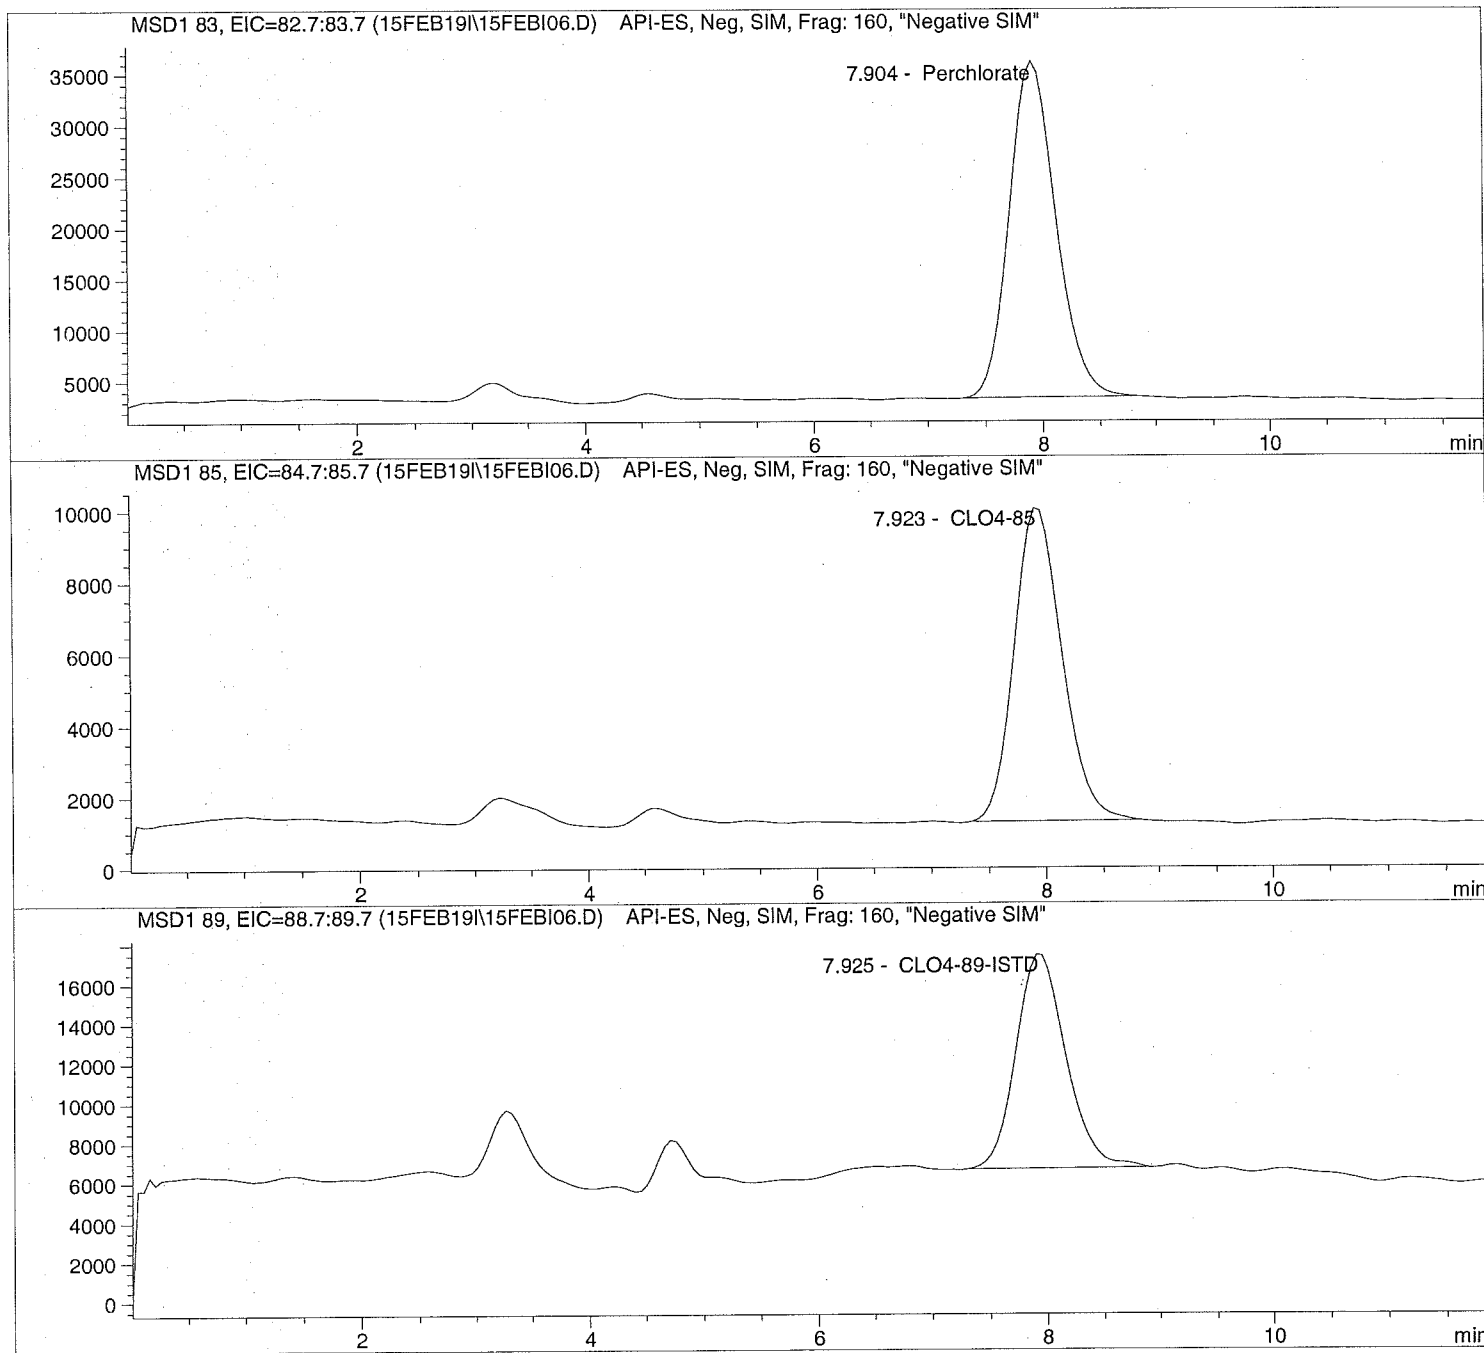 MSD1 83, EIC=82.7:83.7 (15FEB19I\15FEBI06.D) API-ES, Neg, SIM, Frag: 160, "Negative SIM"
7.904 - Perchlorate
35000
30000
25000
20000
15000
10000
5000
2 4 6 8 10 min
MSD1 85, EIC=84.7:85.7 (15FEB19I\15FEBI06.D) API-ES, Neg, SIM, Frag: 160, "Negative SIM"
7.923 - CLO4-85
10000
8000
6000
4000
2000
0
2 4 6 8 10 min
MSD1 89, EIC=88.7:89.7 (15FEB19I\15FEBI06.D) API-ES, Neg, SIM, Frag: 160, "Negative SIM"
7.925 - CLO4-89-ISTD
16000
14000
12000
10000
8000
6000
4000
2000
0
2 4 6 8 10 min